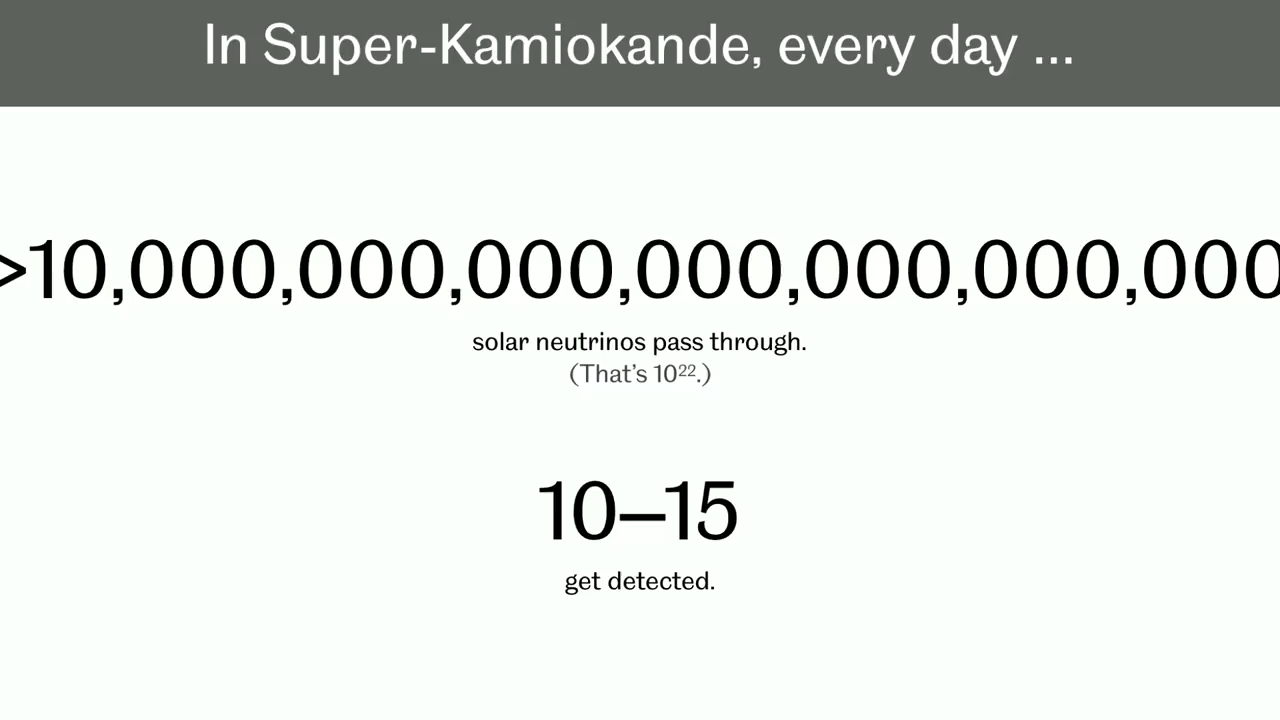 In Super-Kamiokande, every day ...
>10,000,000,000,000,000,000,000
solar neutrinos pass through.
(That’s 10²².)
10–15
get detected.